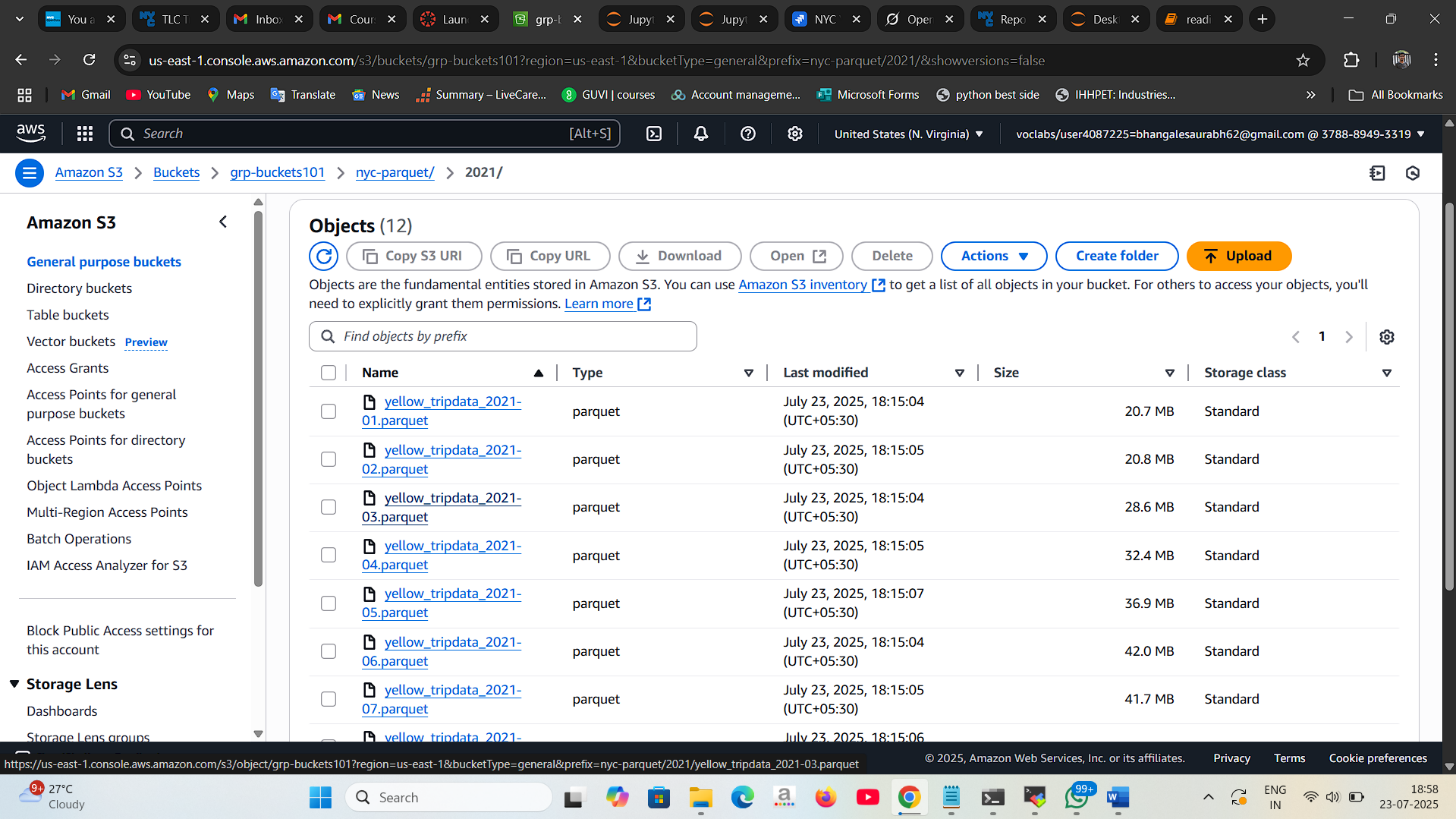 You a
TLC T
Inbo
Cours
Laun
grp-b
Jupyt
Jupyt
NYC
Oper
Repo
Desk
readi
us-east-1.console.aws.amazon.com/s3/buckets/grp-buckets101?region=us-east-1&bucketType=general&prefix=nyc-parquet/2021/&showversions=false
Gmail YouTube Maps Translate News Summary – LiveCare... GUVI | courses Account manageme... Microsoft Forms python best side IHHPET: Industries... » All Bookmarks
aws Search [Alt+S] United States (N. Virginia) voclabs/user4087225=bhangalesaurabh62@gmail.com @ 3788-8949-3319
Amazon S3 > Buckets > grp-buckets101 > nyc-parquet/ > 2021/
Amazon S3
General purpose buckets
Directory buckets
Table buckets
Vector buckets Preview
Access Grants
Access Points for general
purpose buckets
Access Points for directory
buckets
Object Lambda Access Points
Multi-Region Access Points
Batch Operations
IAM Access Analyzer for S3
Block Public Access settings for
this account
Storage Lens
Dashboards
Storage Lens groups
Objects (12)
Copy S3 URI Copy URL Download Open Delete Actions Create folder Upload
Objects are the fundamental entities stored in Amazon S3. You can use Amazon S3 inventory to get a list of all objects in your bucket. For others to access your objects, you'll
need to explicitly grant them permissions. Learn more
Find objects by prefix
1
Name Type Last modified Size Storage class
yellow_tripdata_2021-
01.parquet
parquet
July 23, 2025, 18:15:04
(UTC+05:30)
20.7 MB
Standard
yellow_tripdata_2021-
02.parquet
parquet
July 23, 2025, 18:15:05
(UTC+05:30)
20.8 MB
Standard
yellow_tripdata_2021-
03.parquet
parquet
July 23, 2025, 18:15:04
(UTC+05:30)
28.6 MB
Standard
yellow_tripdata_2021-
04.parquet
parquet
July 23, 2025, 18:15:05
(UTC+05:30)
32.4 MB
Standard
yellow_tripdata_2021-
05.parquet
parquet
July 23, 2025, 18:15:07
(UTC+05:30)
36.9 MB
Standard
yellow_tripdata_2021-
06.parquet
parquet
July 23, 2025, 18:15:04
(UTC+05:30)
42.0 MB
Standard
yellow_tripdata_2021-
07.parquet
parquet
July 23, 2025, 18:15:05
(UTC+05:30)
41.7 MB
Standard
yellow_tripdata_2021-
July 23, 2025, 18:15:06
https://us-east-1.console.aws.amazon.com/s3/object/grp-buckets101?region=us-east-1&bucketType=general&prefix=nyc-parquet/2021/yellow_tripdata_2021-03.parquet
© 2025, Amazon Web Services, Inc. or its affiliates. Privacy Terms Cookie preferences
9+
27°C
Cloudy
Search
99+
ENG
IN
18:58
23-07-2025